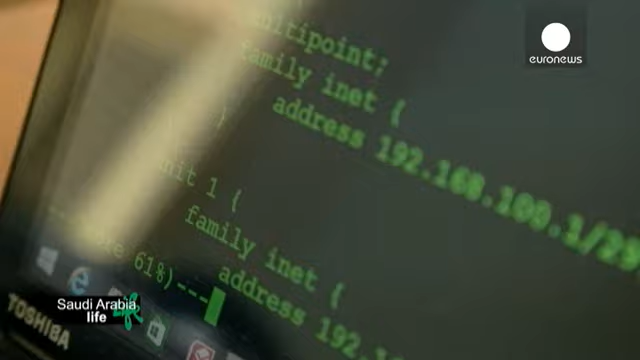 euronews
multipoint;
family inet {
address 192.168.100.1/29
}
unit 1 {
family inet {
address 192.1
61%)---
Saudi Arabia
life
TOSHIBA